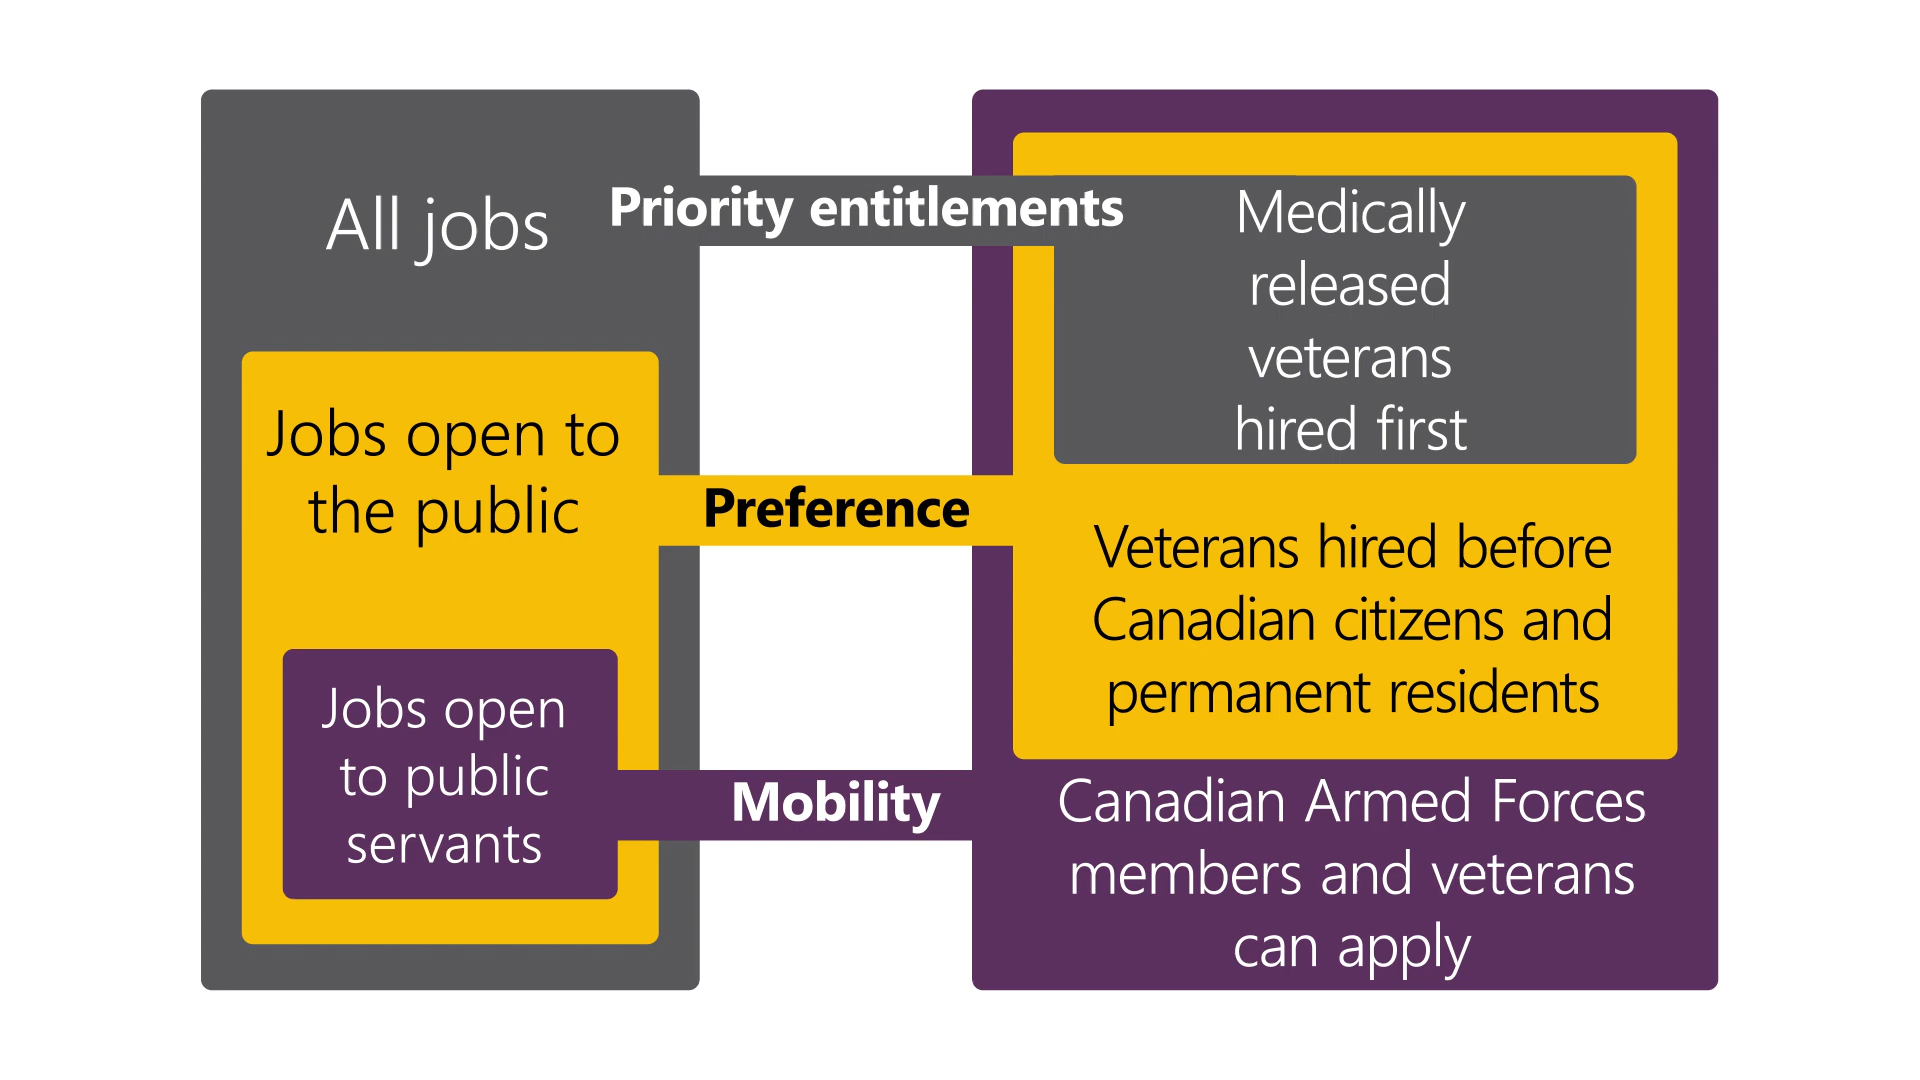 All jobs
Priority entitlements
Medically
released
veterans
hired first
Jobs open to
the public
Preference
Veterans hired before
Canadian citizens and
permanent residents
Jobs open
to public
servants
Mobility
Canadian Armed Forces
members and veterans
can apply